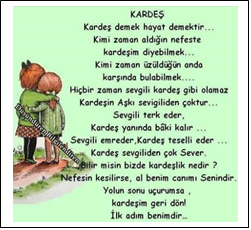 KARDEŞ
Kardeş demek hayat demektir...
Kimi zaman aldığın nefeste
kardeşim diyebilmek...
Kimi zaman üzüldüğün anda
karşında bulabilmek....
Hiçbir zaman sevgili kardeş gibi olamaz
Kardeşin Aşkı sevigiliden çoktur...
Sevgili terk eder,
Kardeş yanında bâki kalır ...
Sevgili emreder,Kardeş teselli eder ...
Kardeş sevgiliden çok Sever.
Bilir misin bizde kardeşlik nedir ?
Nefesin kesilirse, al benim canımı Senindir.
Yolun sonu uçurumsa ,
kardeşim geri dön!
İlk adım benimdir...